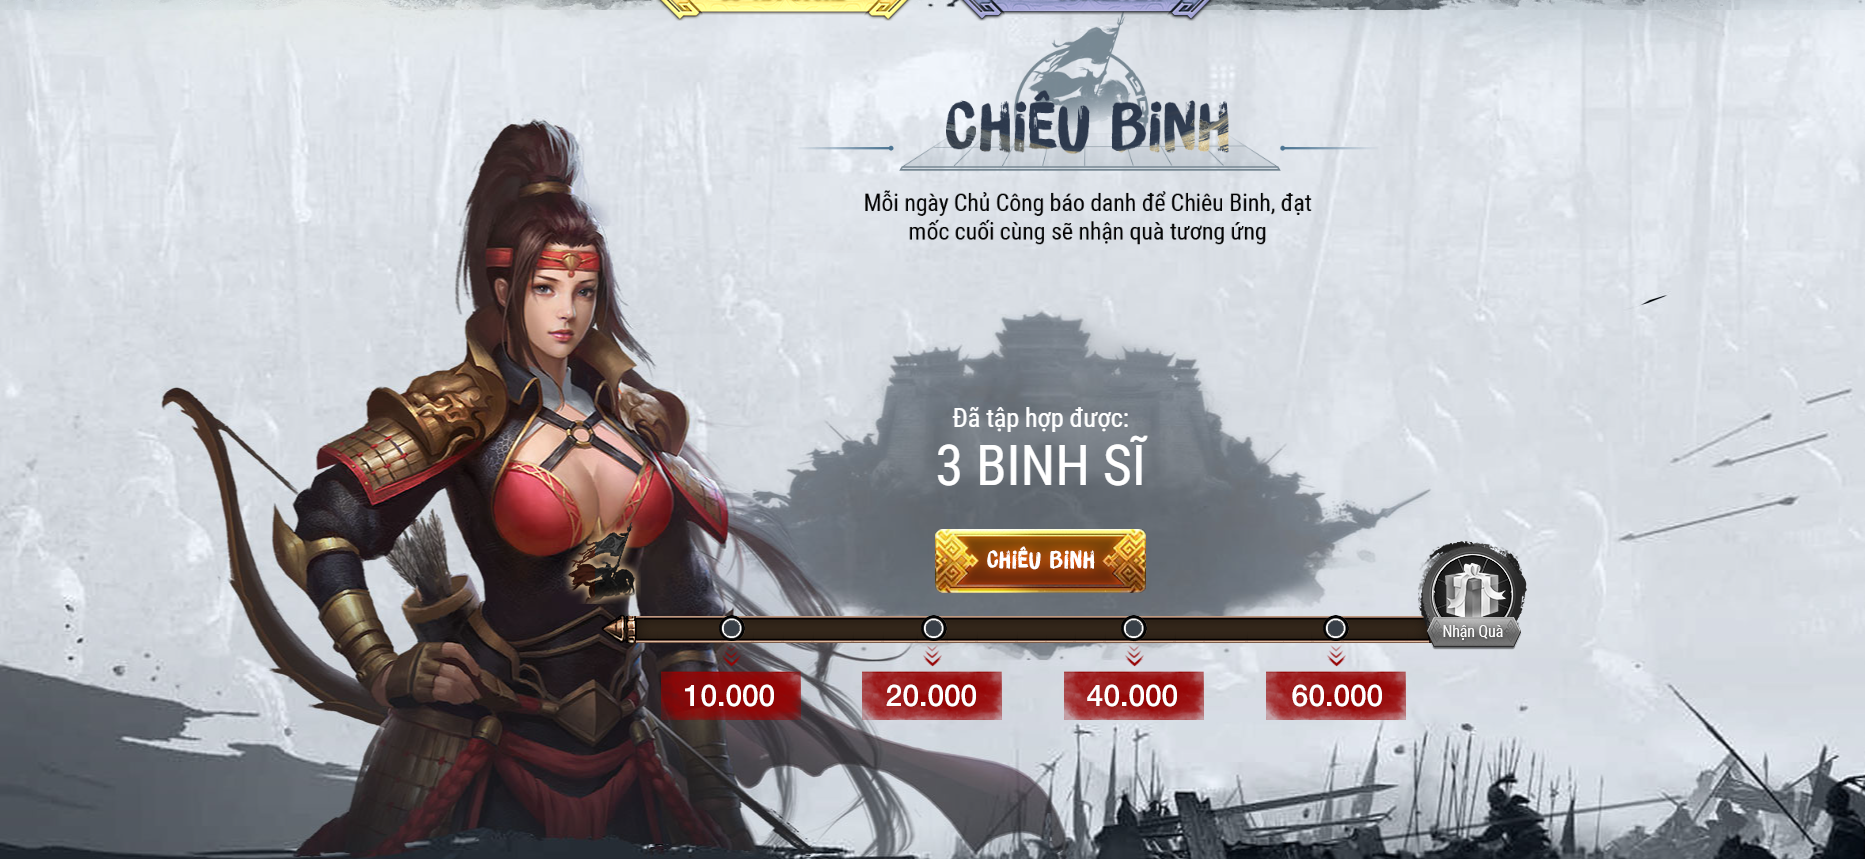 CHIÊU BINH
Mỗi ngày Chủ Công báo danh để Chiêu Binh, đạt
mốc cuối cùng sẽ nhận quà tương ứng
Đã tập hợp được:
3 BINH SĨ
CHIÊU BINH
Nhận Quà
10.000
20.000
40.000
60.000